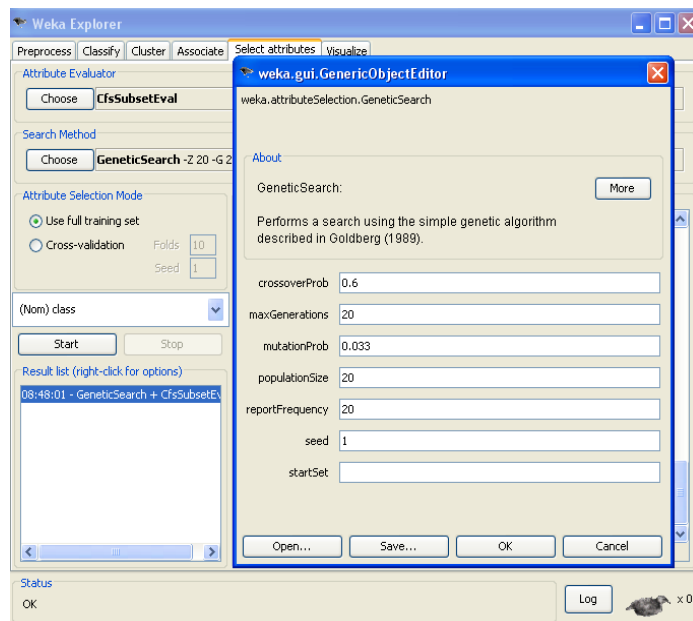 Weka Explorer
Preprocess Classify Cluster Associate Select attributes Visualize
Attribute Evaluator
Choose CfsSubsetEval
Search Method
Choose GeneticSearch -Z 20 -G 2
Attribute Selection Mode
Use full training set
Cross-validation Folds 10
Seed 1
(Nom) class
Start Stop
Result list (right-click for options)
08:48:01 - GeneticSearch + CfsSubsetEv
Status
OK
Log x 0
weka.gui.GenericObjectEditor
weka.attributeSelection.GeneticSearch
About
GeneticSearch:
More
Performs a search using the simple genetic algorithm
described in Goldberg (1989).
crossoverProb 0.6
maxGenerations 20
mutationProb 0.033
populationSize 20
reportFrequency 20
seed 1
startSet
Open... Save... OK Cancel